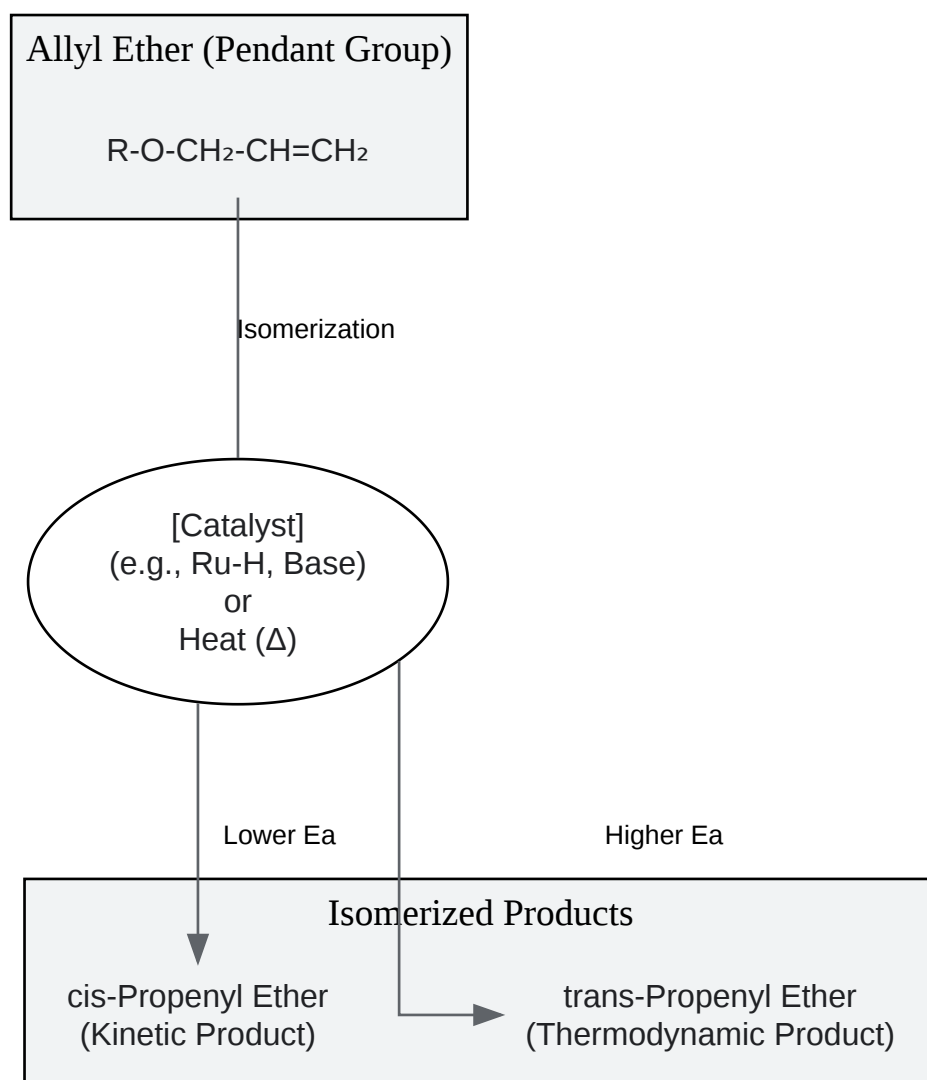 Allyl Ether (Pendant Group)
R-O-CH₂-CH=CH₂
Isomerization
[Catalyst]
(e.g., Ru-H, Base)
or
Heat (Δ)
Lower Ea
Higher Ea
Isomerized Products
cis-Propenyl Ether
(Kinetic Product)
trans-Propenyl Ether
(Thermodynamic Product)